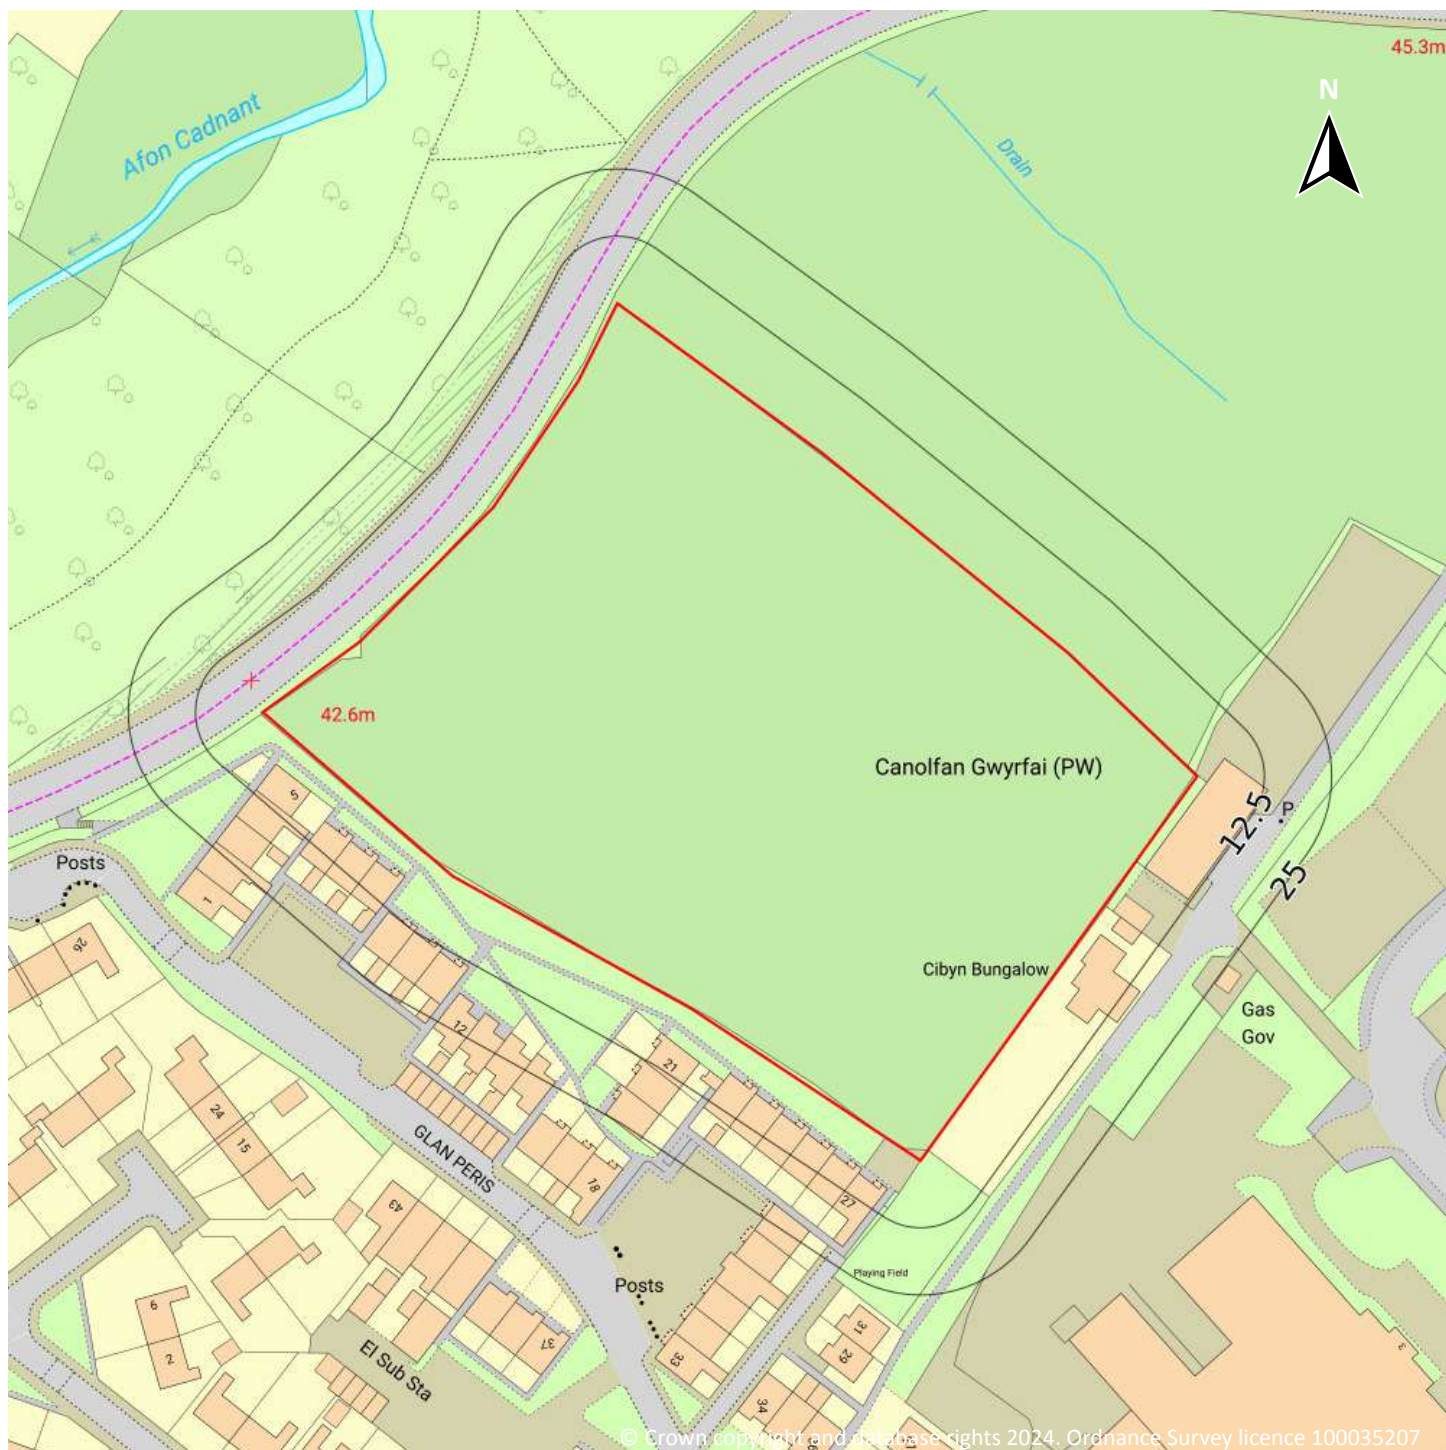 45.3m
N
Afon Cadnant
Drain
42.6m
Canolfan Gwyrfai (PW)
5
P
12.5
Posts
25
1
26
Cibyn Bungalow
Gas
Gov
12
21
24
15
GLAN PERIS
18
27
43
Playing Field
Posts
9
31
37
29
2
33
El Sub Sta
3
34
© Crown copyright and database rights 2024. Ordnance Survey licence 100035207